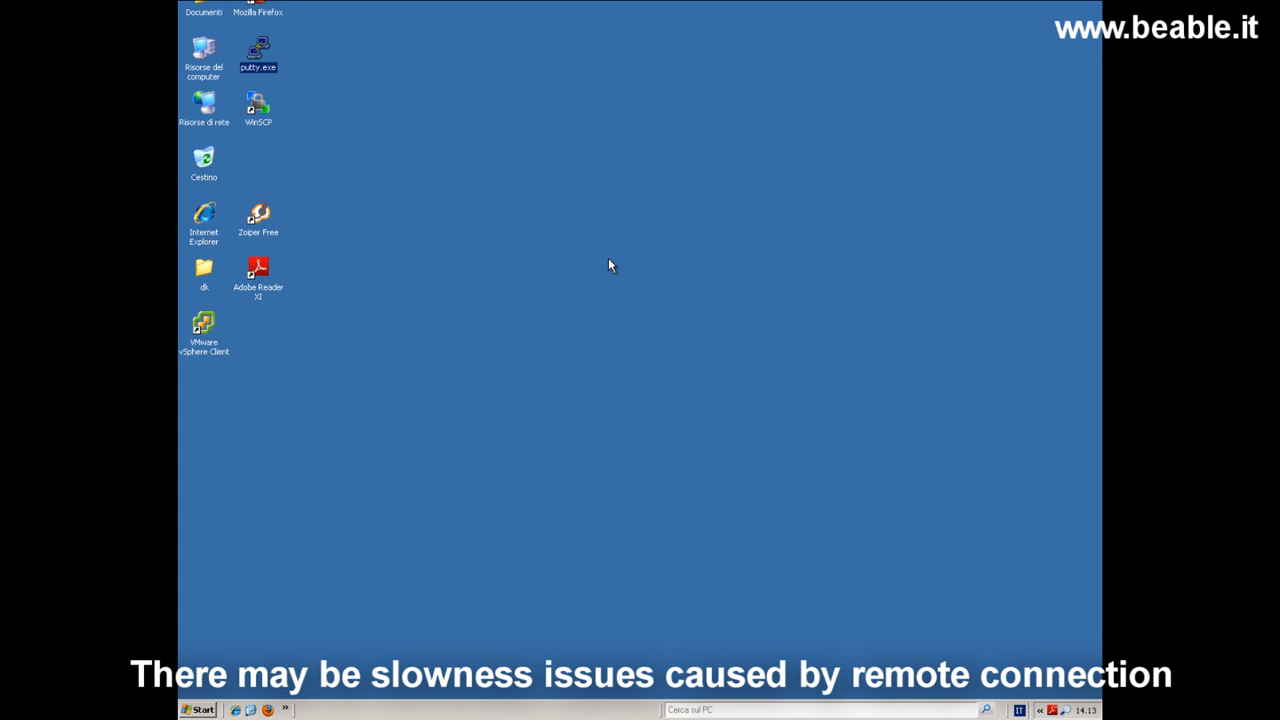 www.beable.it
Documenti
Mozilla Firefox
Risorse del
computer
putty.exe
Risorse di rete
WinSCP
Cestino
Internet
Explorer
Zoiper Free
dk
Adobe Reader
XI
VMware
vSphere Client
There may be slowness issues caused by remote connection
Start
»
Cerca sul PC
IT
«
14.13